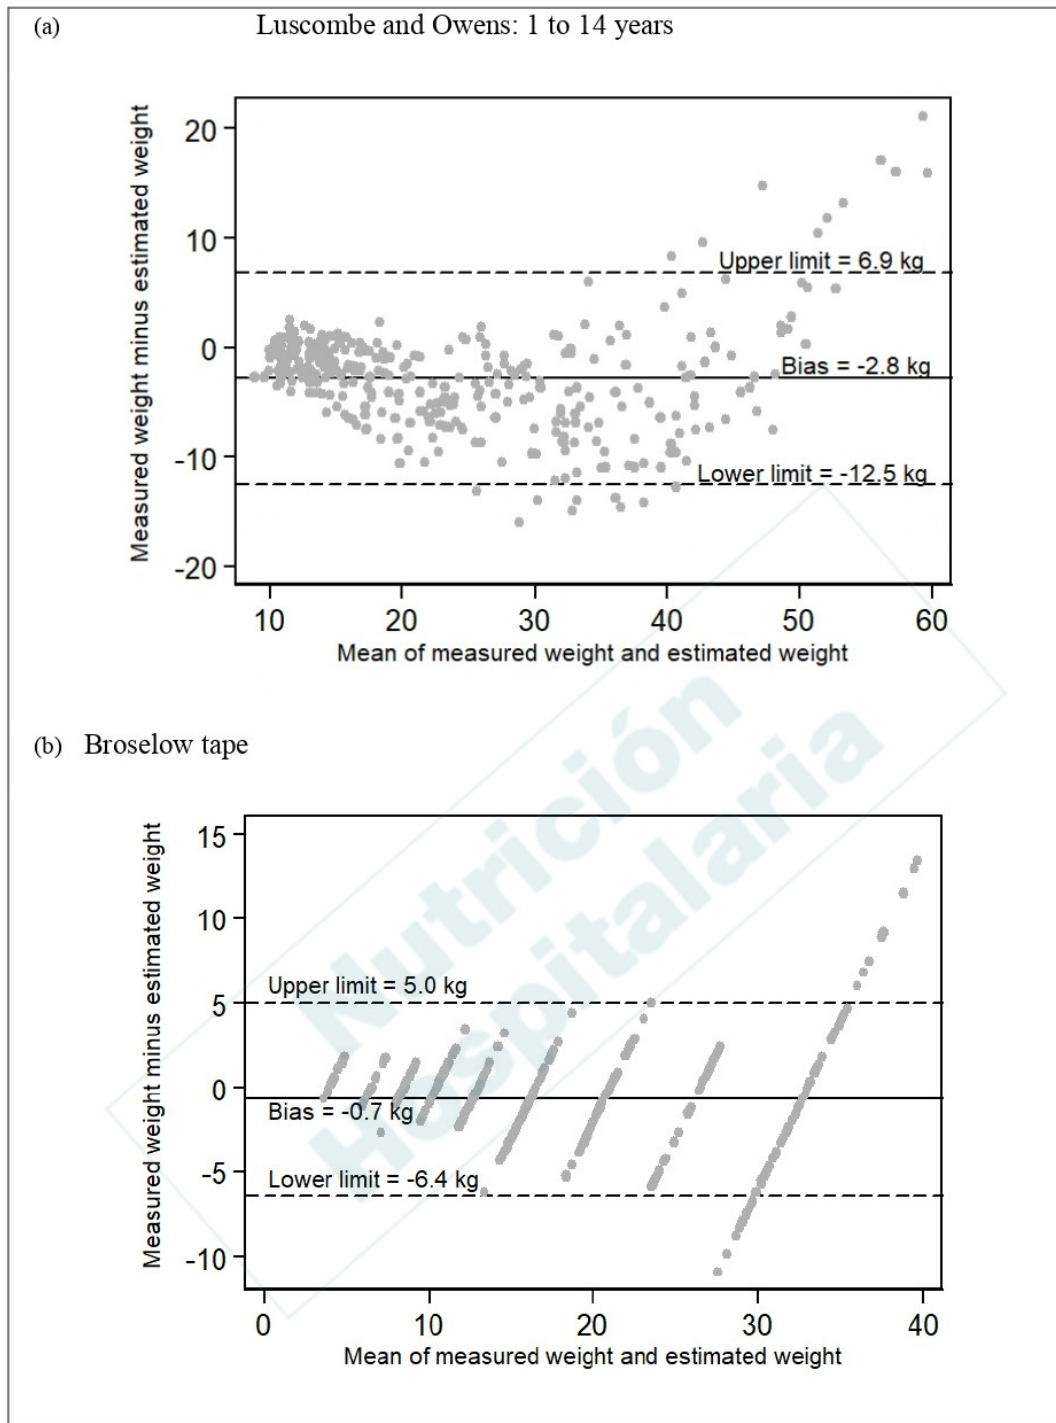 (a) Luscombe and Owens: 1 to 14 years
Measured weight minus estimated weight
20
10
0
-10
-20
Upper limit = 6.9 kg
Bias = -2.8 kg
Lower limit = -12.5 kg
10 20 30 40 50 60
Mean of measured weight and estimated weight
(b) Broselow tape
Measured weight minus estimated weight
15
10
5
0
-5
-10
Upper limit = 5.0 kg
Bias = -0.7 kg
Lower limit = -6.4 kg
0 10 20 30 40
Mean of measured weight and estimated weight
Nutrición
Hospitalaria